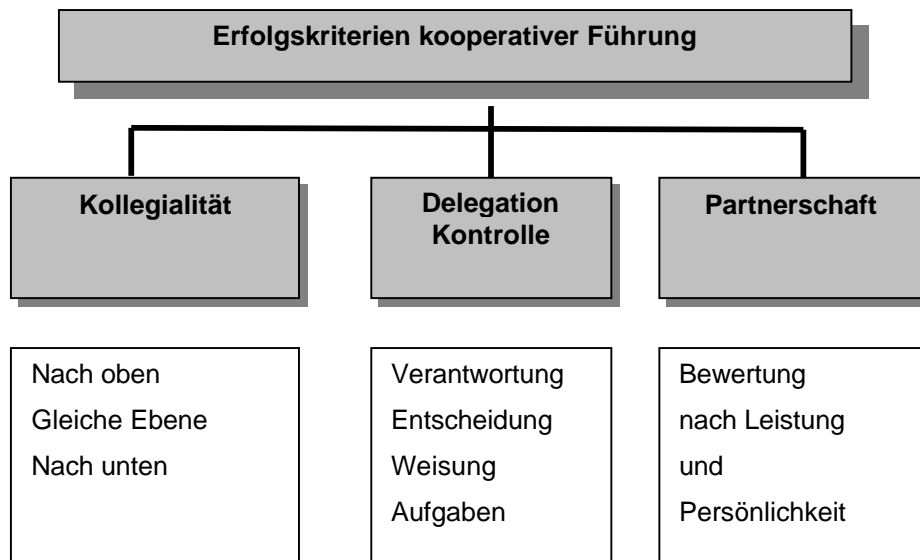 Erfolgskriterien kooperativer Führung
Kollegialität
Delegation
Kontrolle
Partnerschaft
Nach oben
Gleiche Ebene
Nach unten
Verantwortung
Entscheidung
Weisung
Aufgaben
Bewertung
nach Leistung
und
Persönlichkeit